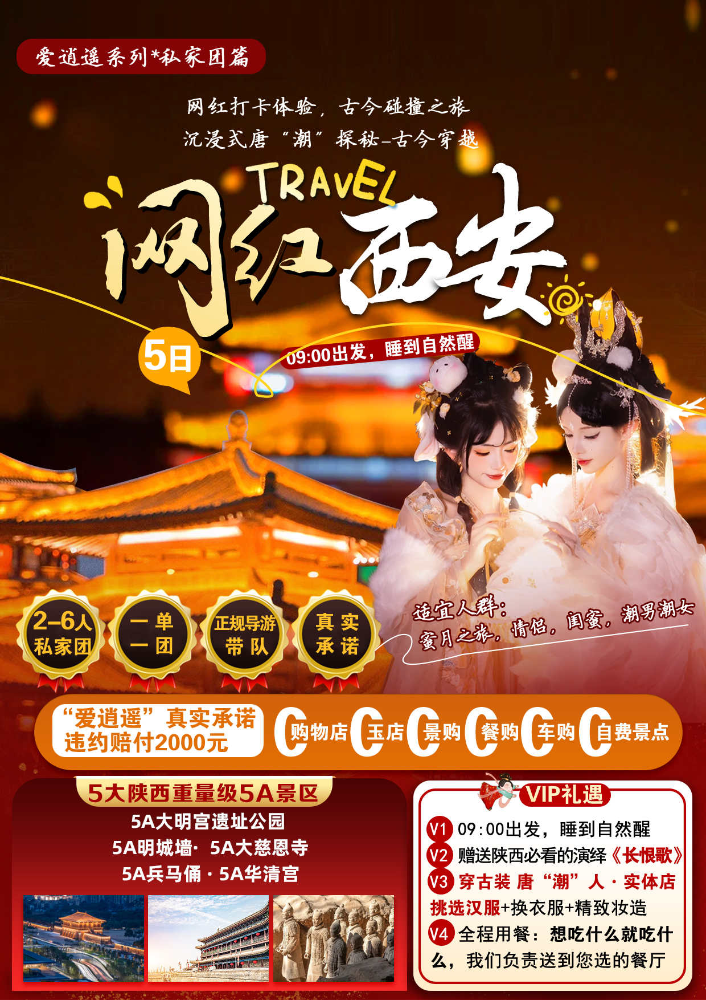 爱逍遥系列*私家团篇
网红打卡体验，古今碰撞之旅
沉浸式唐“潮”探秘-古今穿越
TRAVEL
网红西安
5日
09:00出发，睡到自然醒
适宜人群：
蜜月之旅，情侣，闺蜜，潮男潮女
2-6人
私家团
一单
一团
正规导游
带队
真实
承诺
“爱逍遥”真实承诺
违约赔付2000元
0购物店 0玉店 0景购 0餐购 0车购 0自费景点
5大陕西重量级5A景区
5A大明宫遗址公园
5A明城墙· 5A大慈恩寺
5A兵马俑·5A华清宫
VIP礼遇
V1 09:00出发，睡到自然醒
V2 赠送陕西必看的演绎《长恨歌》
V3 穿古装 唐“潮”人·实体店
挑选汉服+换衣服+精致妆造
V4 全程用餐：想吃什么就吃什
么，我们负责送到您选的餐厅